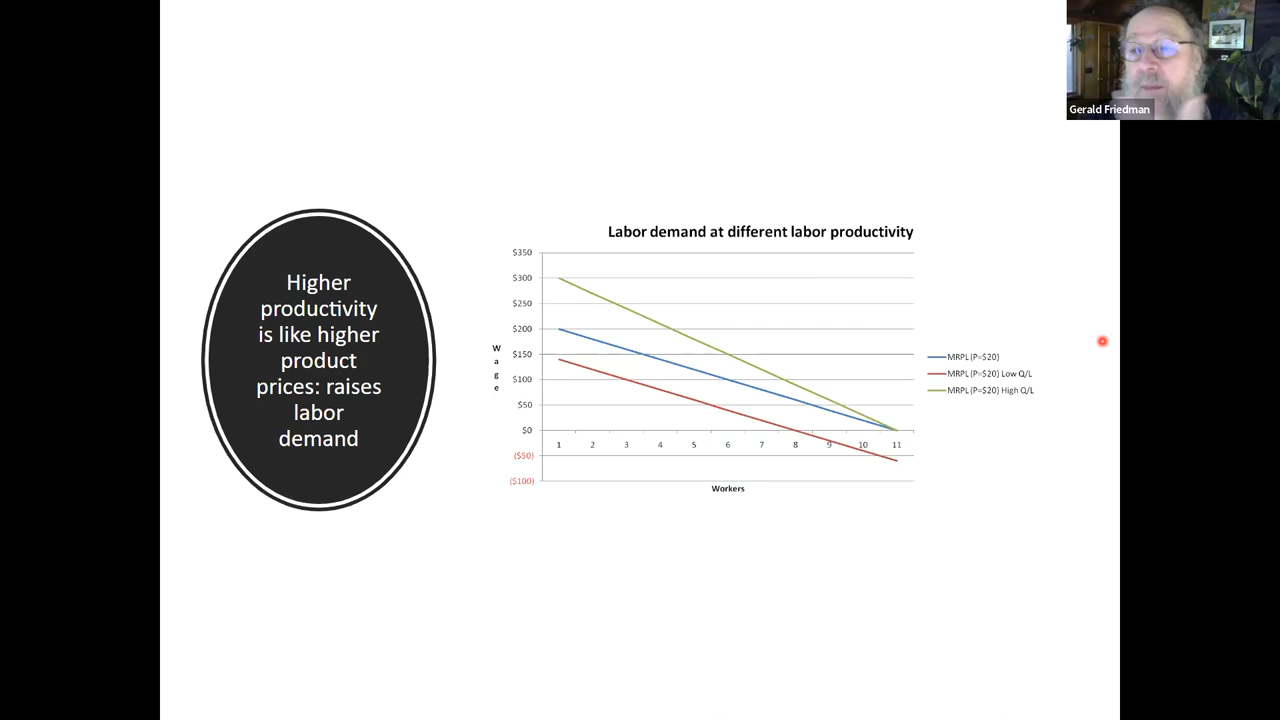 Gerald Friedman
Higher
productivity
is like higher
product
prices: raises
labor
demand
Labor demand at different labor productivity
$350
$300
$250
$200
$150
$100
$50
$0
($50)
($100)
Wage
1 2 3 4 5 6 7 8 9 10 11
Workers
MRPL (P=$20)
MRPL (P=$20) Low Q/L
MRPL (P=$20) High Q/L